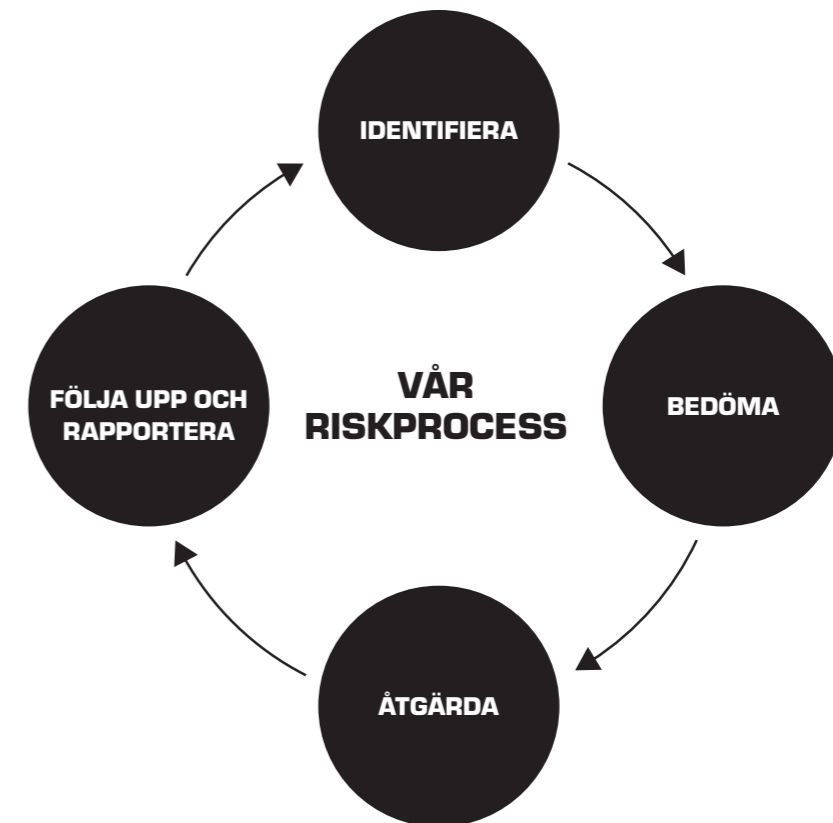 IDENTIFIERA
BEDÖMA
ÅTGÄRDA
FÖLJA UPP OCH
RAPPORTERA
VÅR
RISKPROCESS